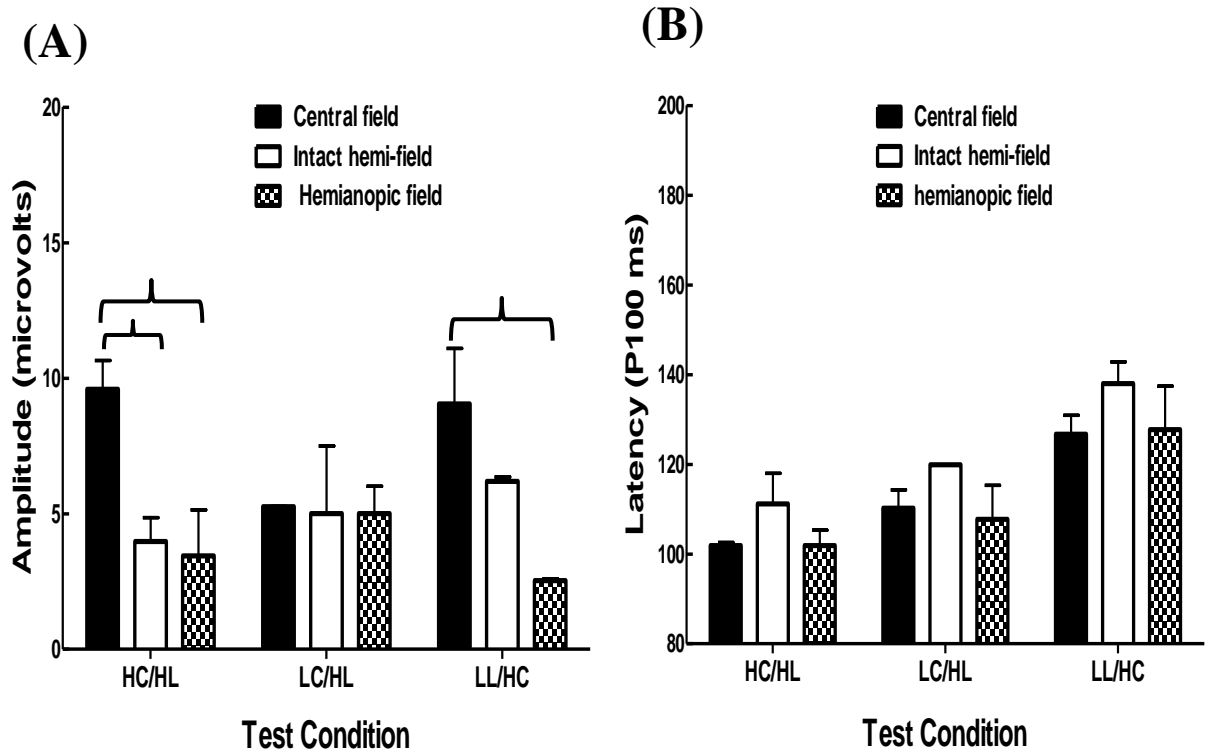 (A)
Central field
Intact hemi-field
Hemianopic field
Amplitude (microvolts)
20
15
10
5
0
HC/HL LC/HL LL/HC
Test Condition
(B)
Central field
Intact hemi-field
hemianopic field
Latency (P100 ms)
200
180
160
140
120
100
80
HC/HL LC/HL LL/HC
Test Condition